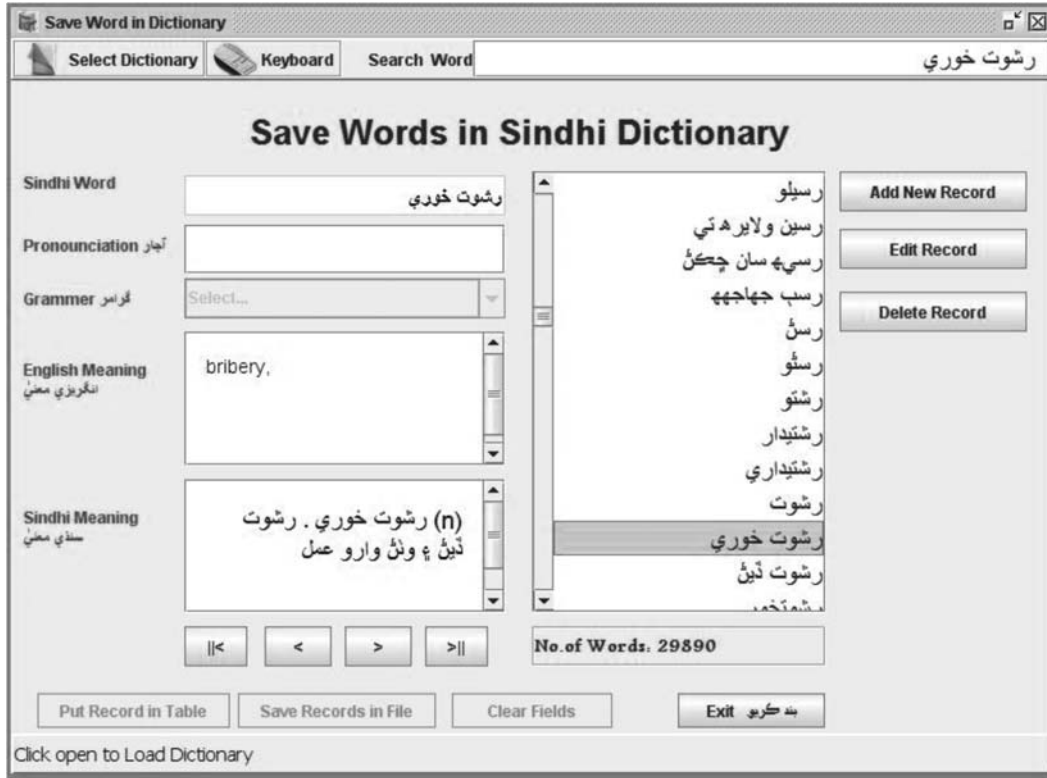 Save Word in Dictionary
Select Dictionary Keyboard Search Word رشوت خوري
Save Words in Sindhi Dictionary
Sindhi Word رشوت خوري
Pronounciation اُچار
Grammer گرامر Select...
English Meaning
انگريزي معنيٰ
bribery,
Sindhi Meaning
سنڌي معنيٰ
(n) رشوت خوري . رشوت
ڏيڻ ۽ وٺڻ وارو عمل
رسيلو
رسين ولايره تي
رسيءِ سان ڇڪڻ
رسڻ
رسڻو
رشتو
رشتيدار
رشتيداري
رشوت
رشوت خوري
رشوت ڏيڻ
رشوتخور
Add New Record
Edit Record
Delete Record
||< < > >||
No.of Words: 29890
Put Record in Table Save Records in File Clear Fields Exit بند ڪريو
Click open to Load Dictionary